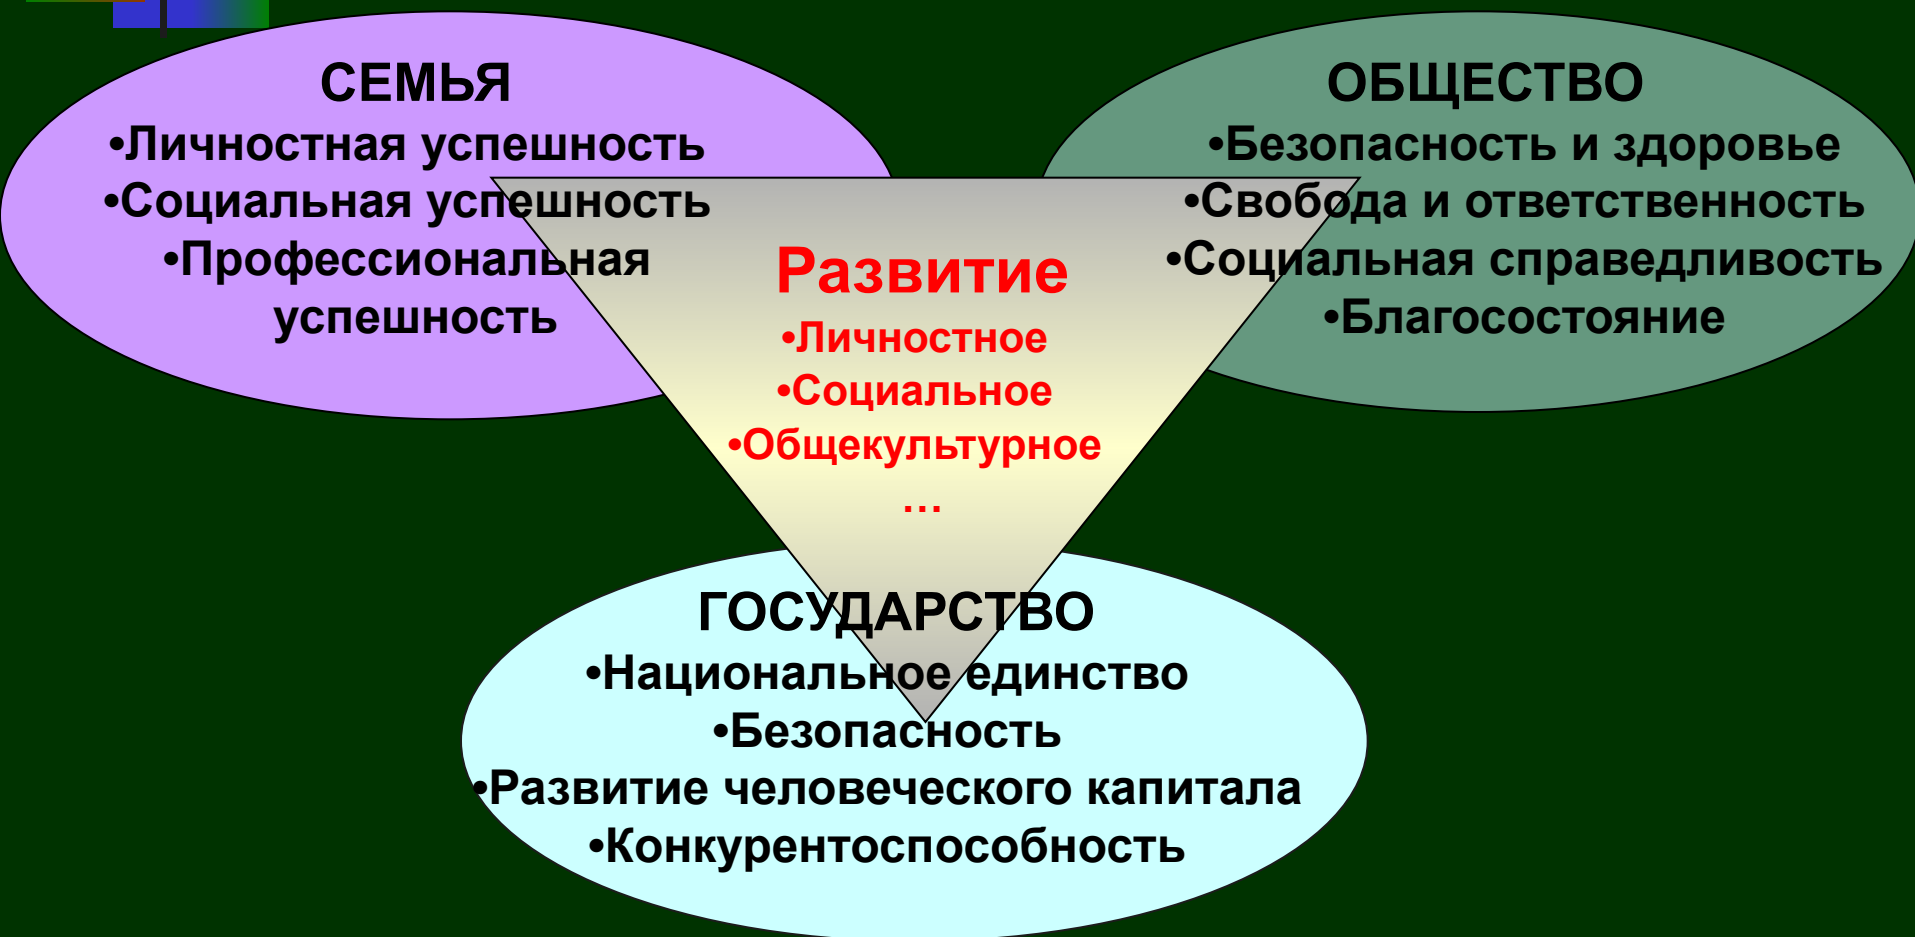 СЕМЬЯ
•Личностная успешность
•Социальная успешность
•Профессиональная
успешность
ОБЩЕСТВО
•Безопасность и здоровье
•Свобода и ответственность
•Социальная справедливость
•Благосостояние
Развитие
•Личностное
•Социальное
•Общекультурное
…
ГОСУДАРСТВО
•Национальное единство
•Безопасность
•Развитие человеческого капитала
•Конкурентоспособность